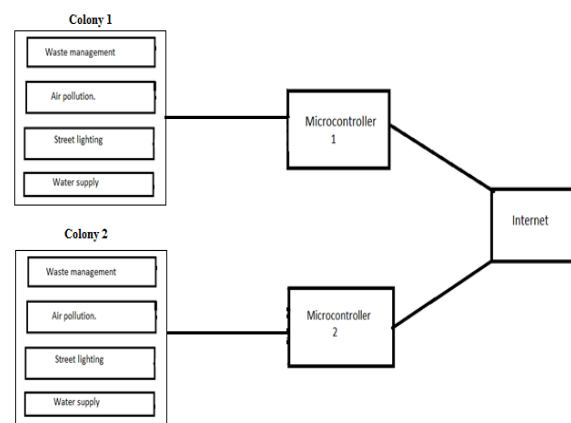 Colony 1
Waste management
Air pollution.
Street lighting
Water supply
Microcontroller
1
Internet
Colony 2
Waste management
Air pollution.
Street lighting
Water supply
Microcontroller
2